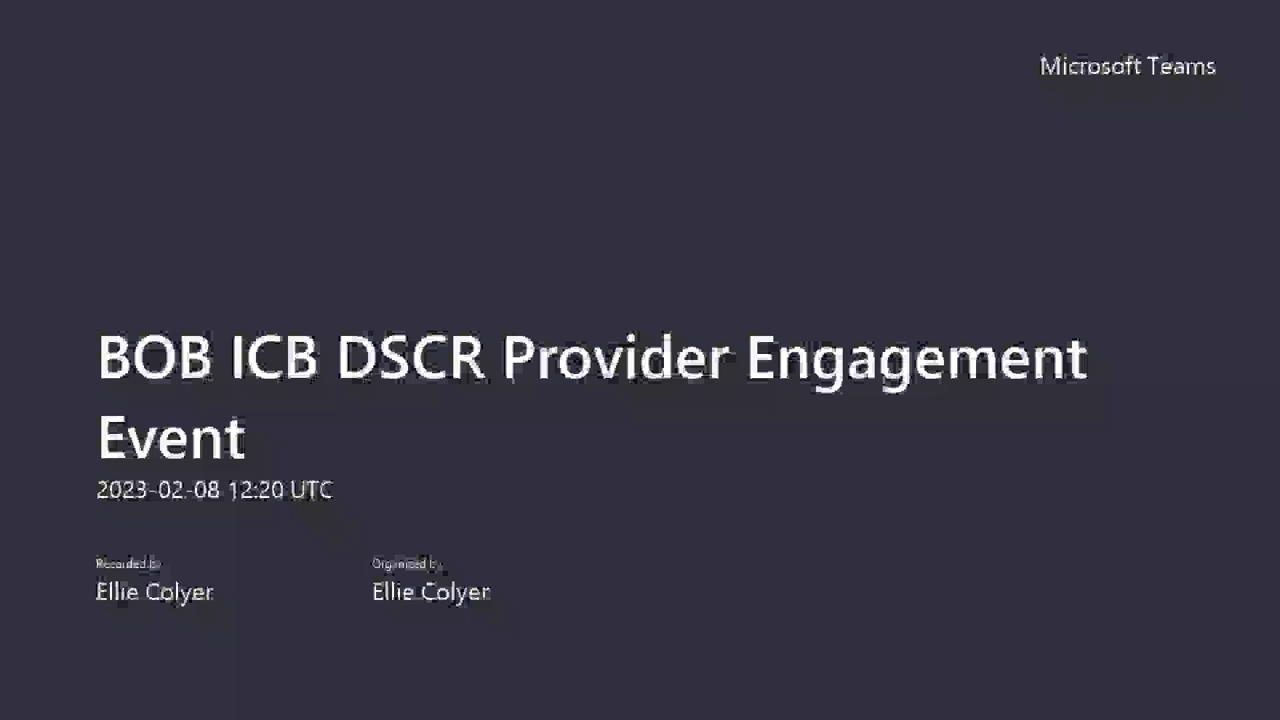 Microsoft Teams
BOB ICB DSCR Provider Engagement
Event
2023-02-08 12:20 UTC
Recorded by
Organized by
Ellie Colyer
Ellie Colyer